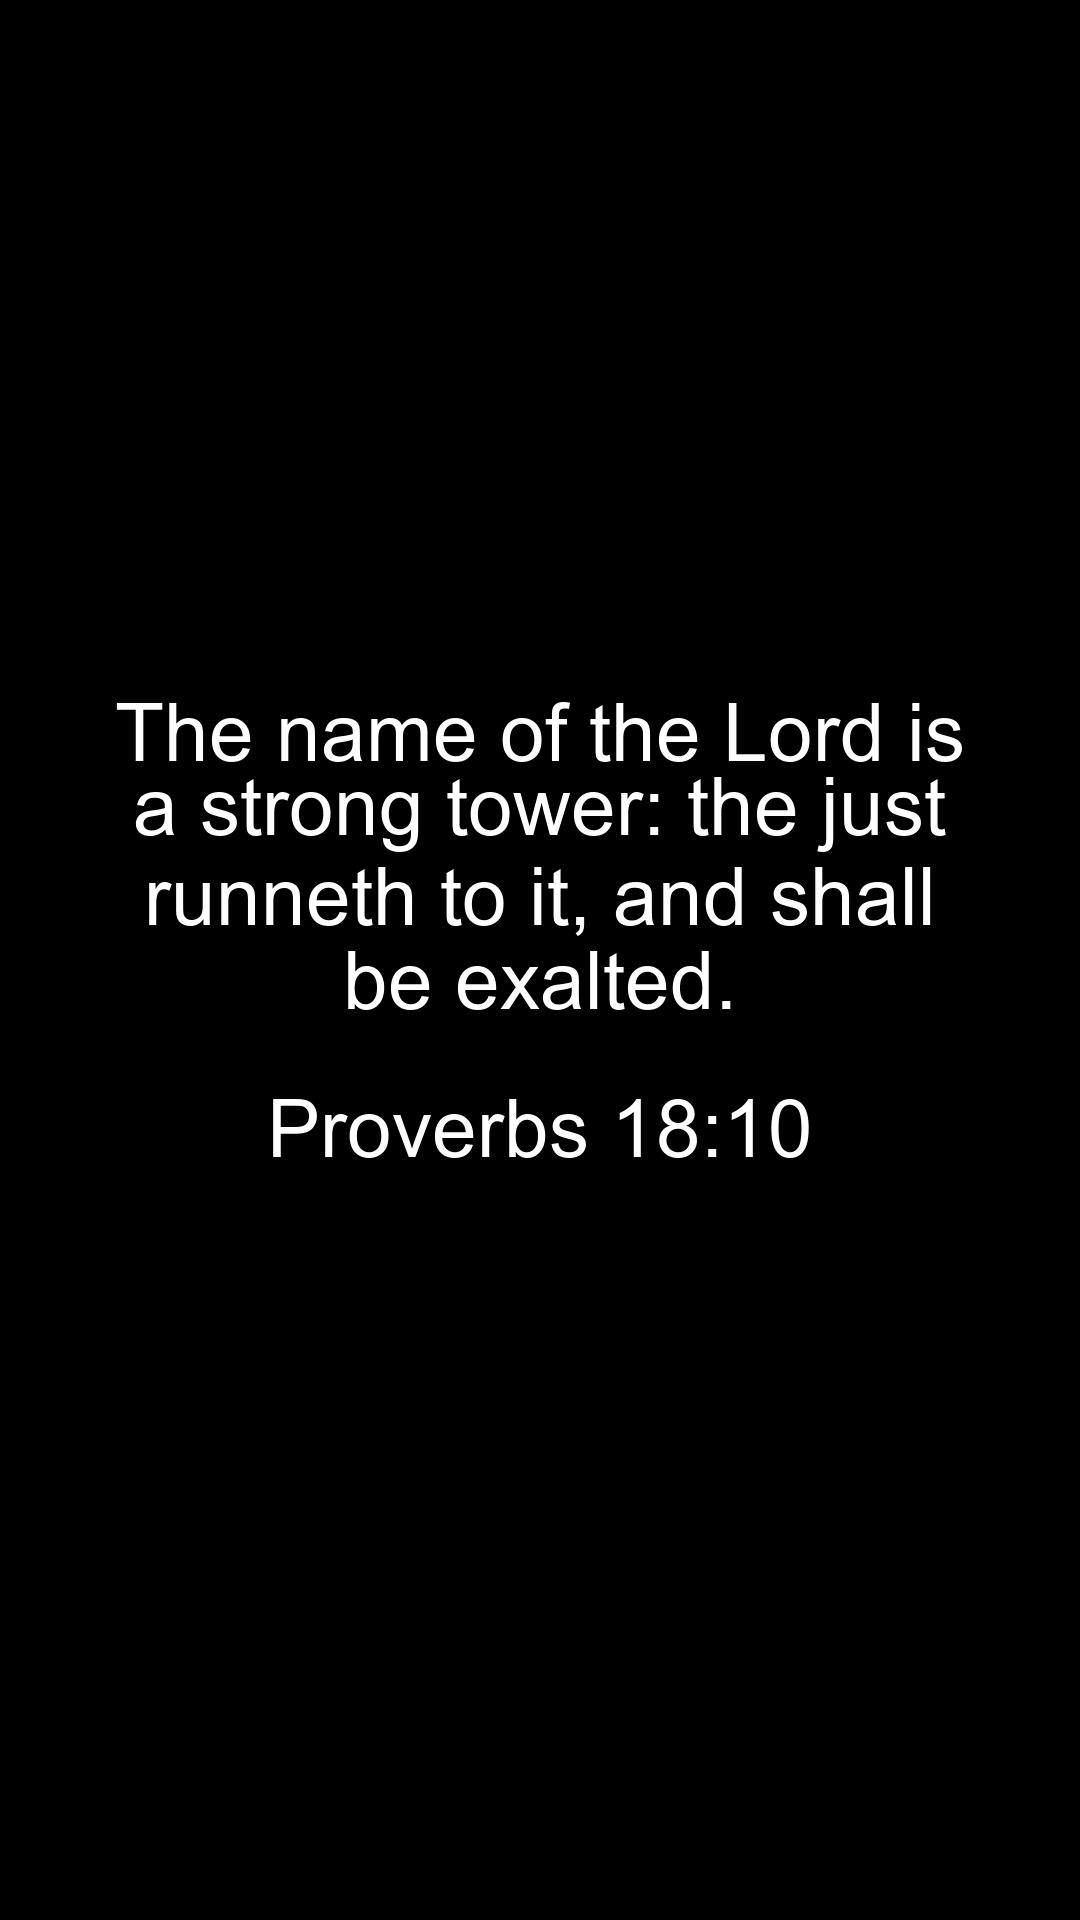 The name of the Lord is
a strong tower: the just
runneth to it, and shall
be exalted.
Proverbs 18:10